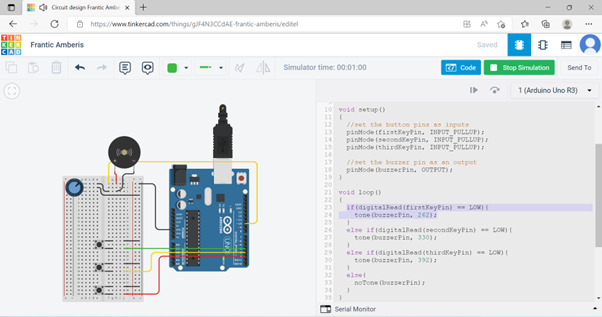 Circuit design Frantic Amberis
https://www.tinkercad.com/things/gJF4N3CCdAE-frantic-amberis/editel
TIN
KER
CAD
Frantic Amberis
Saved
Simulator time: 00:01:00
Code
Stop Simulation
Send To
1 (Arduino Uno R3)
10 void setup()
11 {
12 //set the button pins as inputs
13 pinMode(firstKeyPin, INPUT_PULLUP);
14 pinMode(secondKeyPin, INPUT_PULLUP);
15 pinMode(thirdKeyPin, INPUT_PULLUP);
16
17 //set the buzzer pin as an output
18 pinMode(buzzerPin, OUTPUT);
19 }
20
21 void loop()
22 {
23 if(digitalRead(firstKeyPin) == LOW){
24 tone(buzzerPin, 262);
25 }
26 else if(digitalRead(secondKeyPin) == LOW){
27 tone(buzzerPin, 330);
28 }
29 else if(digitalRead(thirdKeyPin) == LOW){
30 tone(buzzerPin, 392);
31 }
32 else{
33 noTone(buzzerPin);
34 }
35 }
Serial Monitor
ARDUINO
UNO